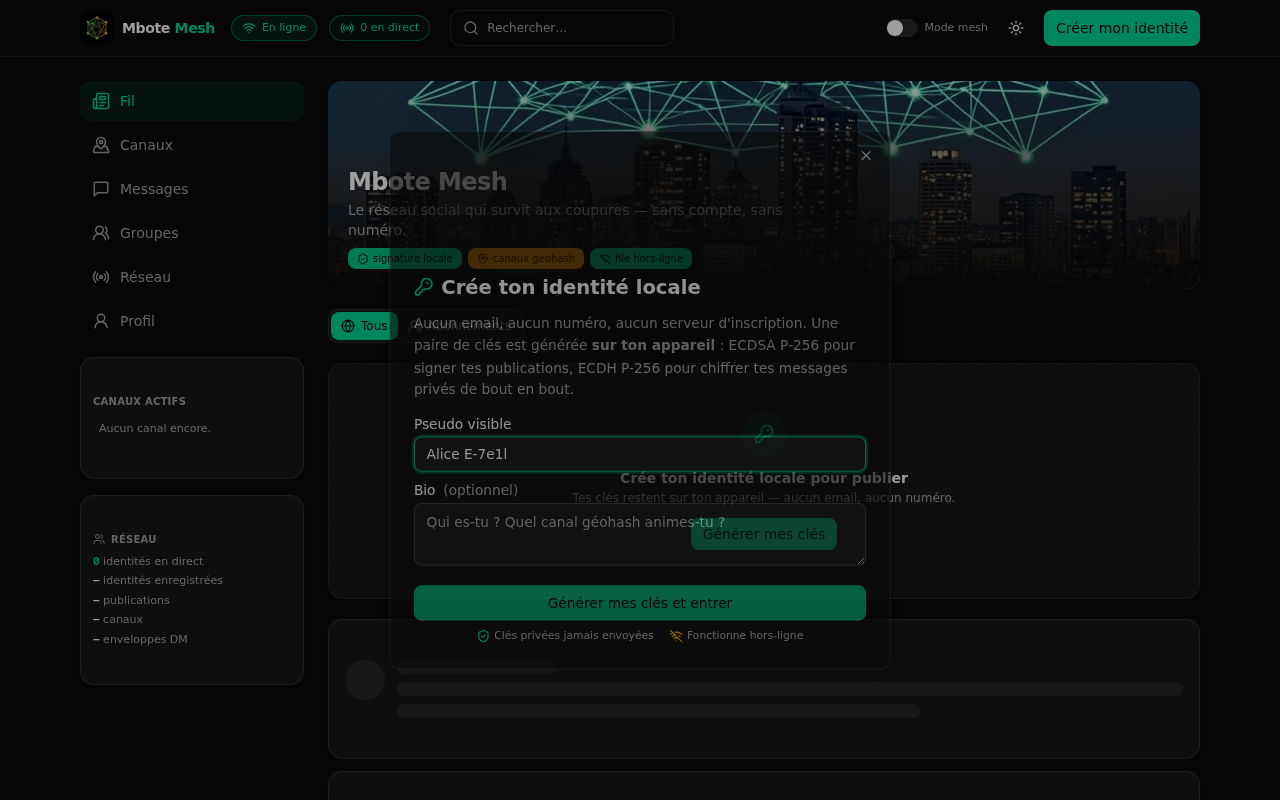 Mbote Mesh
En ligne
0 en direct
Rechercher…
Mode mesh
Créer mon identité
Fil
Canaux
Messages
Groupes
Réseau
Profil
CANAUX ACTIFS
Aucun canal encore.
RÉSEAU
0 identités en direct
– identités enregistrées
– publications
– canaux
– enveloppes DM
Mbote Mesh
Le réseau social qui survit aux coupures — sans compte, sans
numéro.
signature locale
canaux géohash
file hors-ligne
Tous
Crée ton identité locale
Aucun email, aucun numéro, aucun serveur d'inscription. Une
paire de clés est générée sur ton appareil : ECDSA P-256 pour
signer tes publications, ECDH P-256 pour chiffrer tes messages
privés de bout en bout.
Pseudo visible
Alice E-7e1l
Crée ton identité locale pour publier
Bio (optionnel)
Tes clés restent sur ton appareil — aucun email, aucun numéro.
Qui es-tu ? Quel canal géohash animes-tu ?
Générer mes clés
Générer mes clés et entrer
Clés privées jamais envoyées
Fonctionne hors-ligne